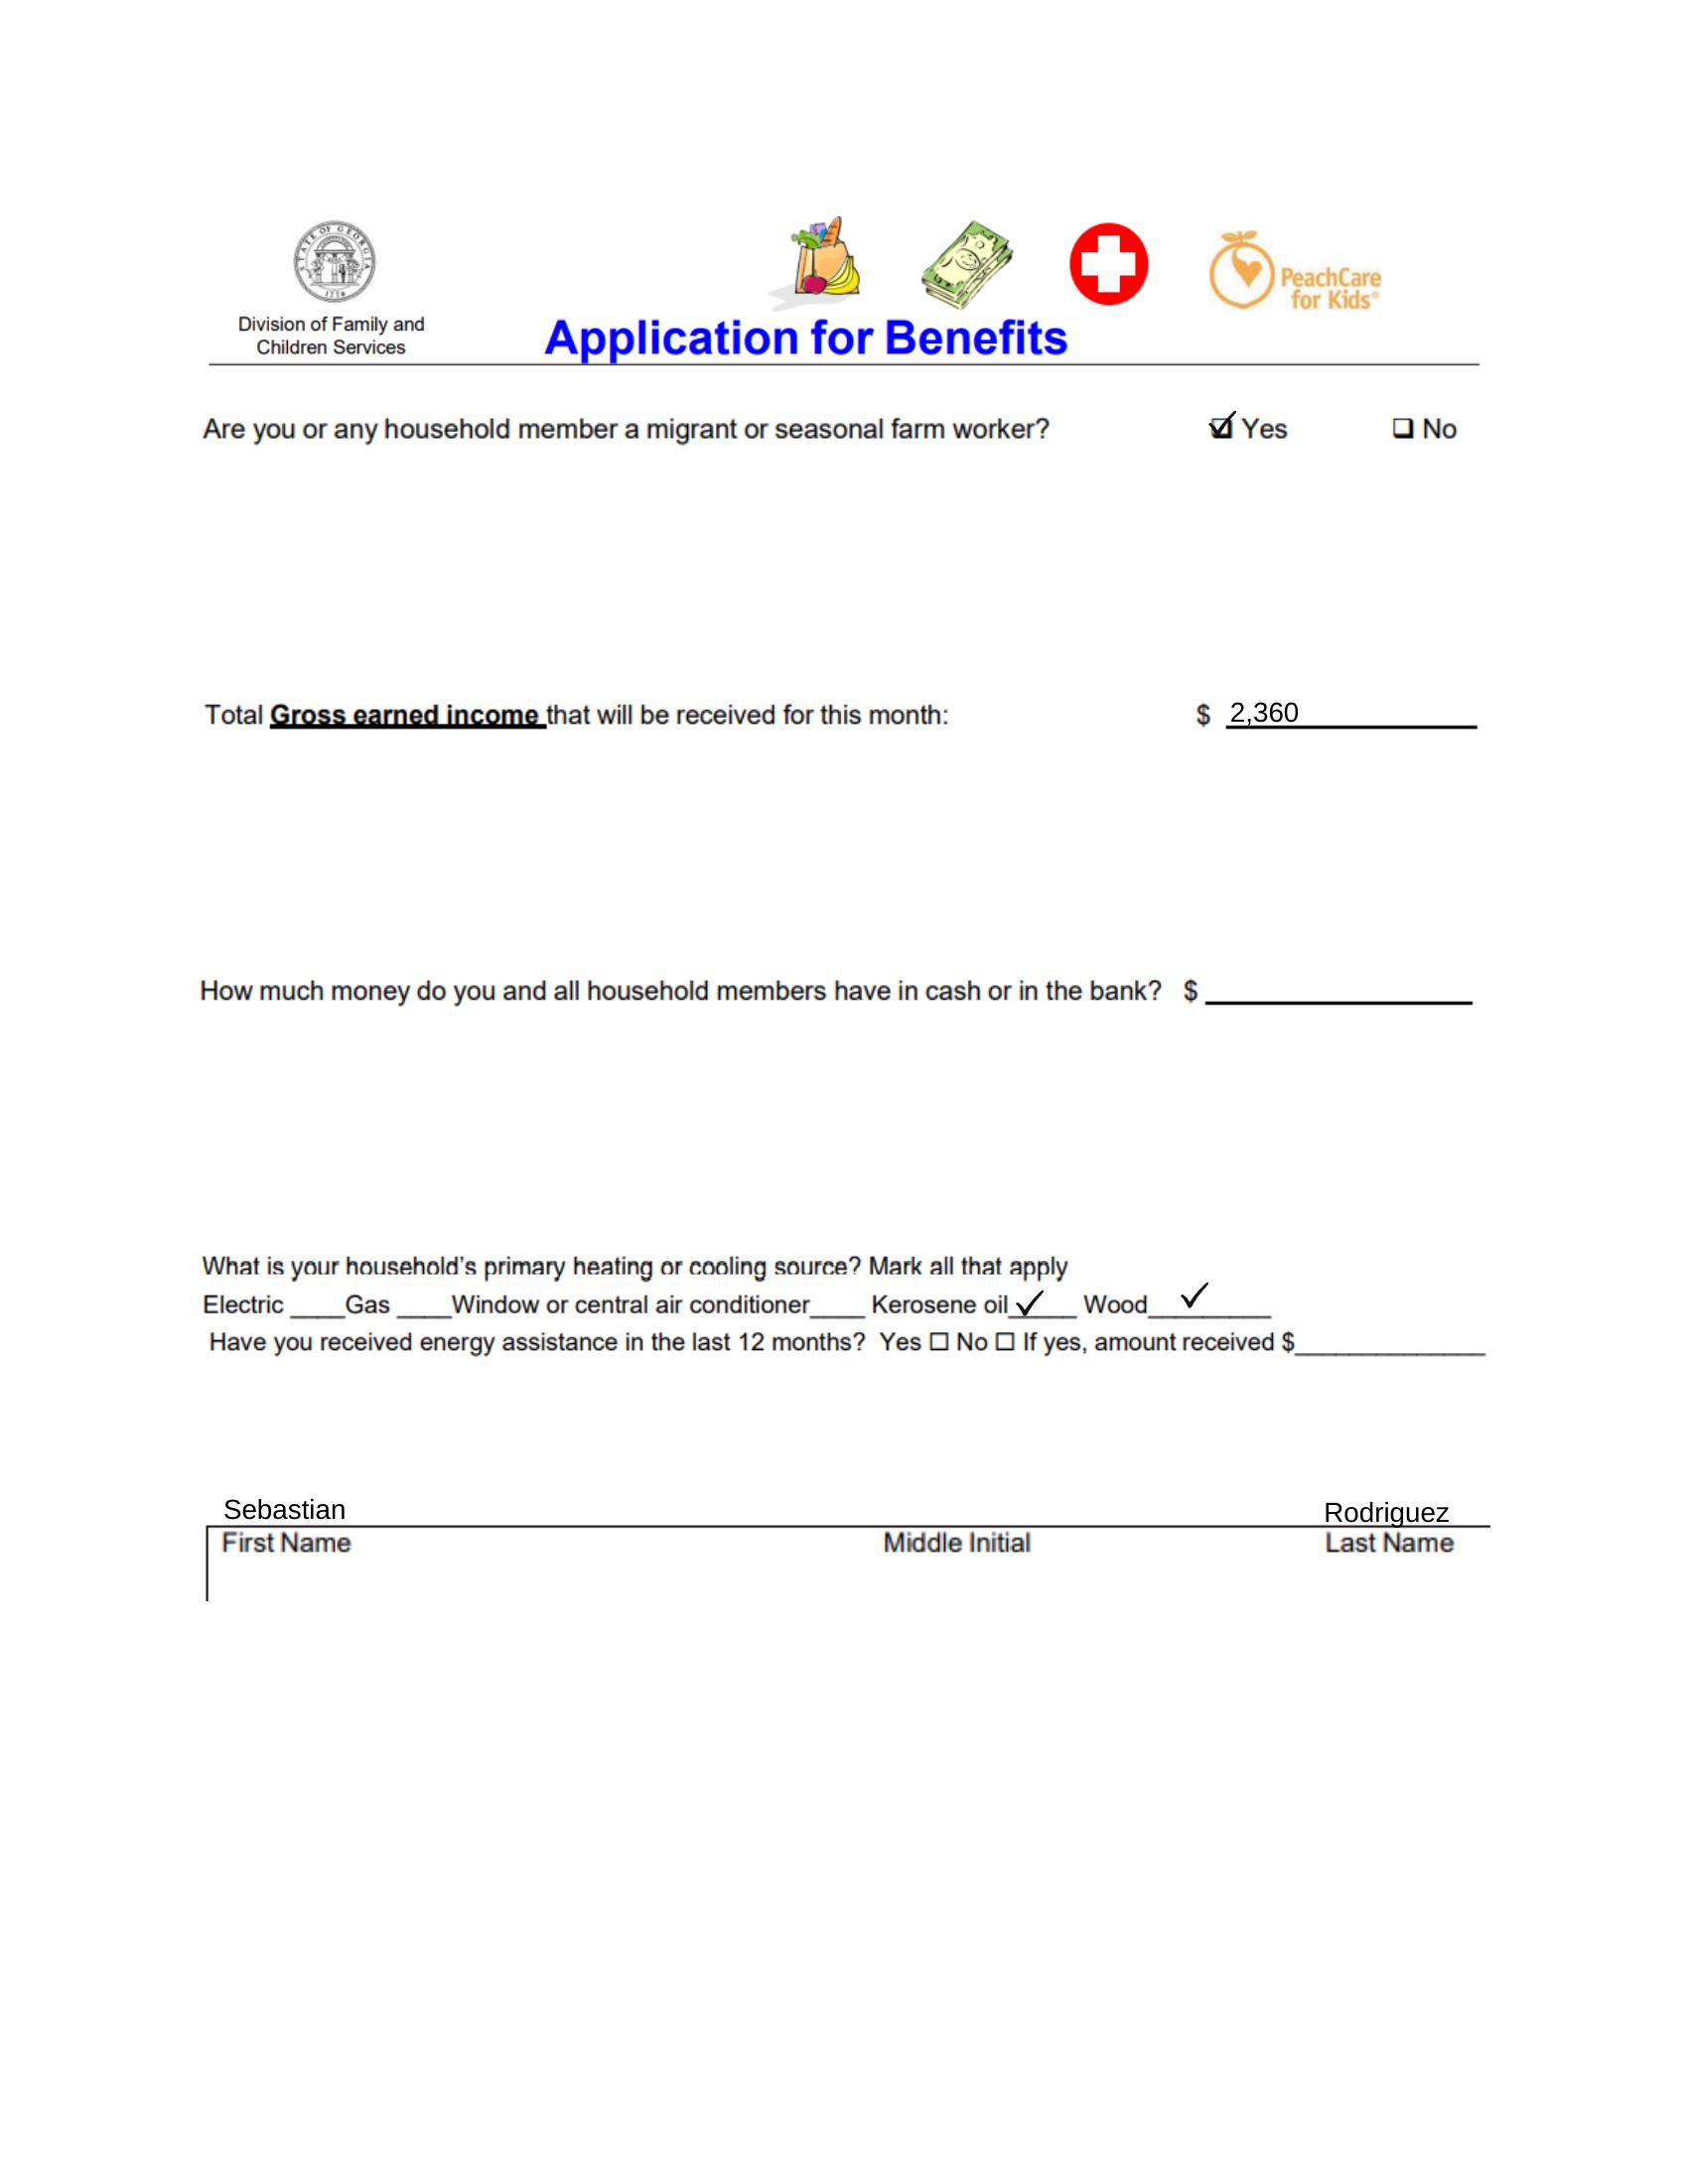 STATE OF GEORGIA
1776
Division of Family and
Children Services
Application for Benefits
PeachCare
for Kids®
Are you or any household member a migrant or seasonal farm worker? ☑ Yes ❑ No
Total Gross earned income that will be received for this month: $ 2,360
How much money do you and all household members have in cash or in the bank? $ ________
What is your household's primary heating or cooling source? Mark all that apply
Electric ____Gas ____Window or central air conditioner____ Kerosene oil ✓ Wood ✓
Have you received energy assistance in the last 12 months? Yes ☐ No ☐ If yes, amount received $______________
Sebastian Rodriguez
First Name Middle Initial Last Name